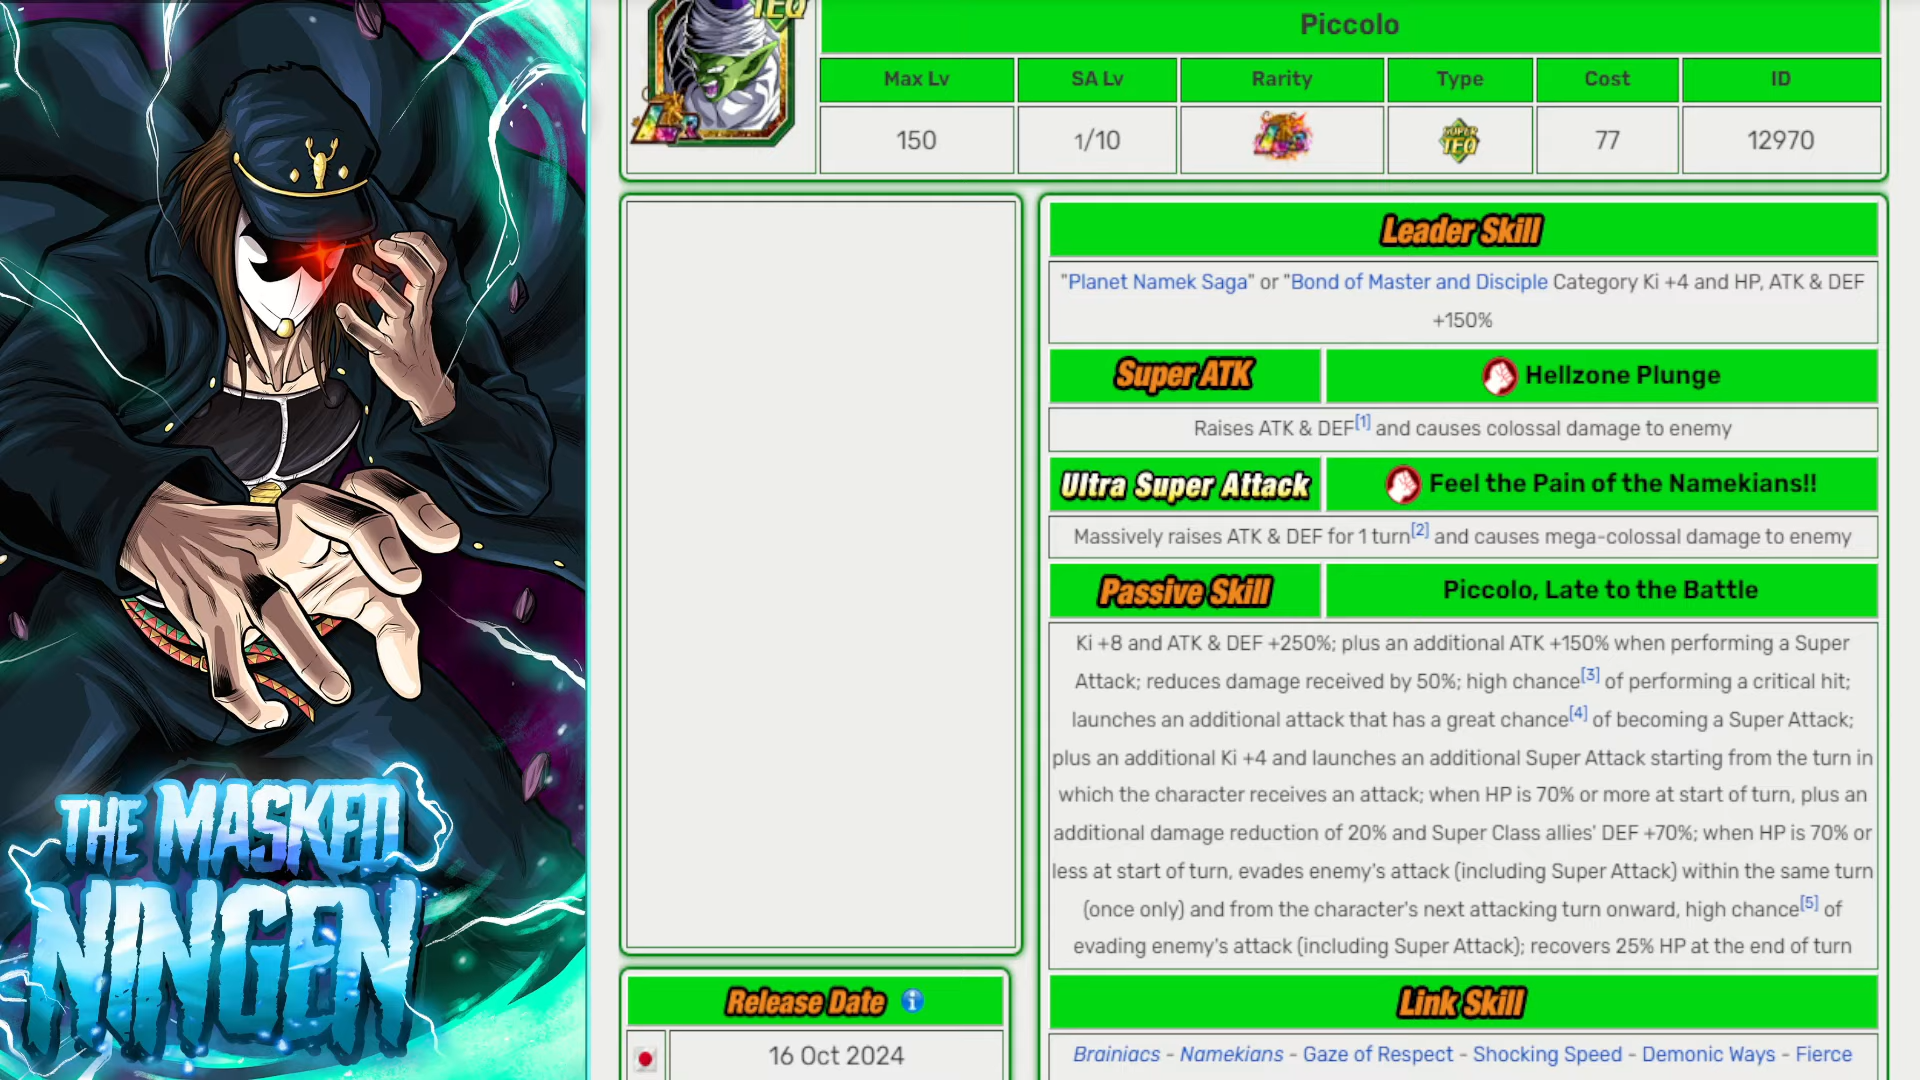 THE MASKED
NINGEN
TEQ
Piccolo
Max Lv SA Lv Rarity Type Cost ID
150 1/10 LR SUPER TEQ 77 12970
Leader Skill
"Planet Namek Saga" or "Bond of Master and Disciple Category Ki +4 and HP, ATK & DEF
+150%
Super ATK Hellzone Plunge
Raises ATK & DEF[1] and causes colossal damage to enemy
Ultra Super Attack Feel the Pain of the Namekians!!
Massively raises ATK & DEF for 1 turn[2] and causes mega-colossal damage to enemy
Passive Skill Piccolo, Late to the Battle
Ki +8 and ATK & DEF +250%; plus an additional ATK +150% when performing a Super
Attack; reduces damage received by 50%; high chance[3] of performing a critical hit;
launches an additional attack that has a great chance[4] of becoming a Super Attack;
plus an additional Ki +4 and launches an additional Super Attack starting from the turn in
which the character receives an attack; when HP is 70% or more at start of turn, plus an
additional damage reduction of 20% and Super Class allies' DEF +70%; when HP is 70% or
less at start of turn, evades enemy's attack (including Super Attack) within the same turn
(once only) and from the character's next attacking turn onward, high chance[5] of
evading enemy's attack (including Super Attack); recovers 25% HP at the end of turn
Link Skill
Brainiacs - Namekians - Gaze of Respect - Shocking Speed - Demonic Ways - Fierce
Release Date i
16 Oct 2024